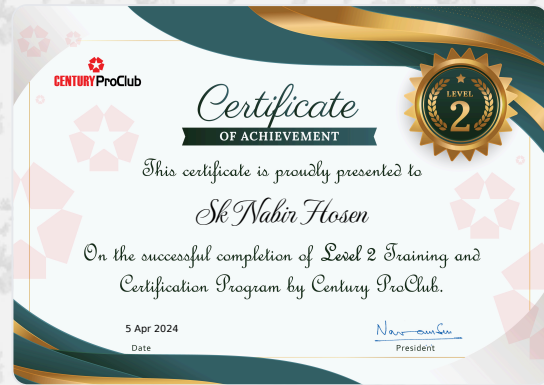 CENTURY ProClub
Certificate
OF ACHIEVEMENT
LEVEL
2
This certificate is proudly presented to
Sk Nabir Hosen
On the successful completion of Level 2 Training and
Certification Program by Century ProClub.
5 Apr 2024
Date
President